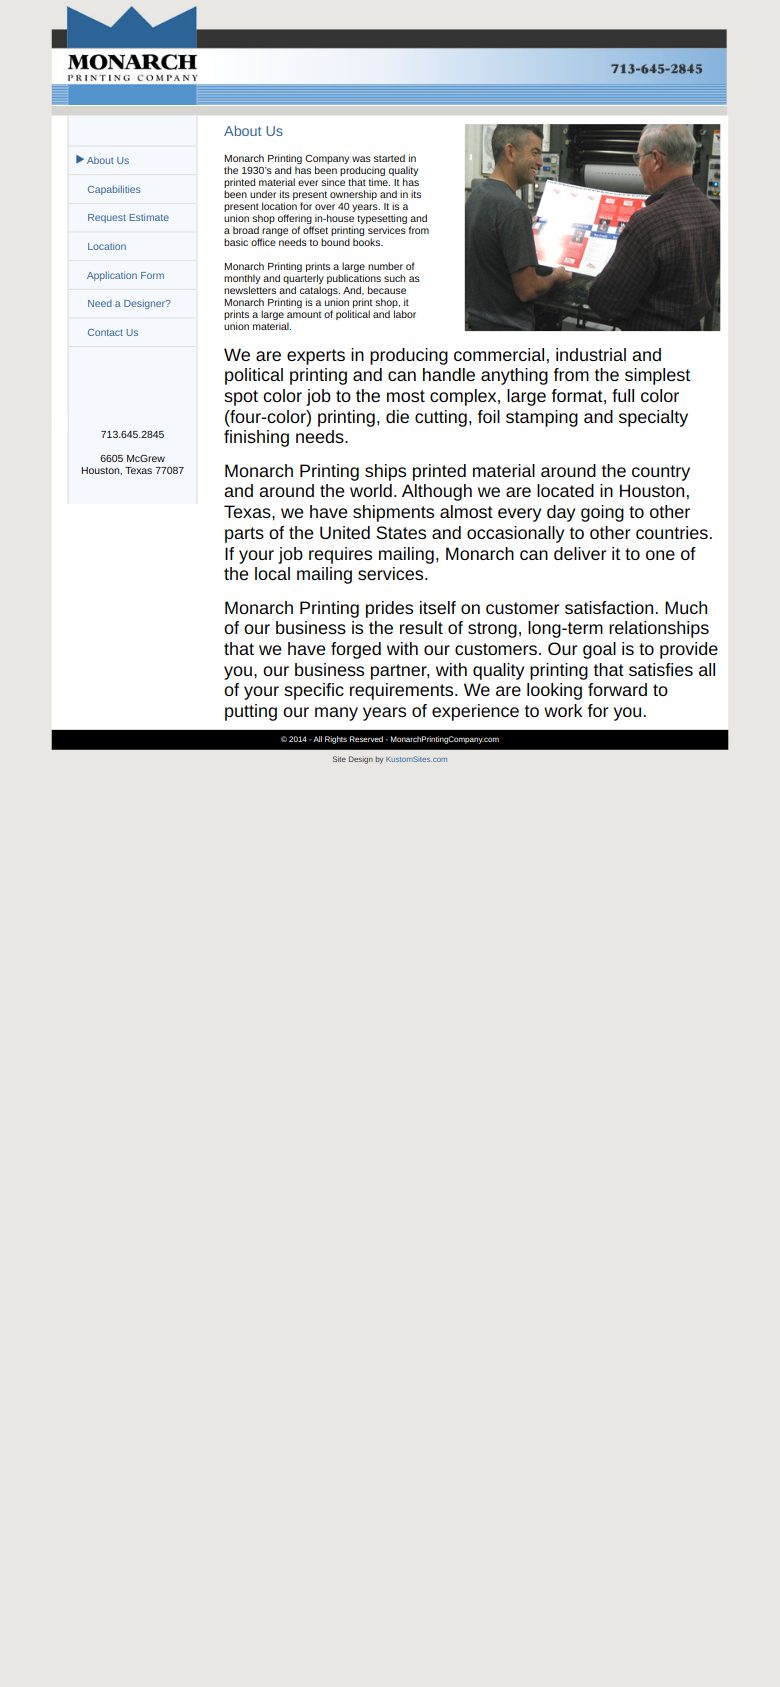 MONARCH
PRINTING COMPANY
713-645-2845
About Us
Capabilities
Request Estimate
Location
Application Form
Need a Designer?
Contact Us
713.645.2845
6605 McGrew
Houston, Texas 77087
About Us
Monarch Printing Company was started in
the 1930's and has been producing quality
printed material ever since that time. It has
been under its present ownership and in its
present location for over 40 years. It is a
union shop offering in-house typesetting and
a broad range of offset printing services from
basic office needs to bound books.
Monarch Printing prints a large number of
monthly and quarterly publications such as
newsletters and catalogs. And, because
Monarch Printing is a union print shop, it
prints a large amount of political and labor
union material.
We are experts in producing commercial, industrial and
political printing and can handle anything from the simplest
spot color job to the most complex, large format, full color
(four-color) printing, die cutting, foil stamping and specialty
finishing needs.
Monarch Printing ships printed material around the country
and around the world. Although we are located in Houston,
Texas, we have shipments almost every day going to other
parts of the United States and occasionally to other countries.
If your job requires mailing, Monarch can deliver it to one of
the local mailing services.
Monarch Printing prides itself on customer satisfaction. Much
of our business is the result of strong, long-term relationships
that we have forged with our customers. Our goal is to provide
you, our business partner, with quality printing that satisfies all
of your specific requirements. We are looking forward to
putting our many years of experience to work for you.
© 2014 - All Rights Reserved - MonarchPrintingCompany.com
Site Design by KustomSites.com